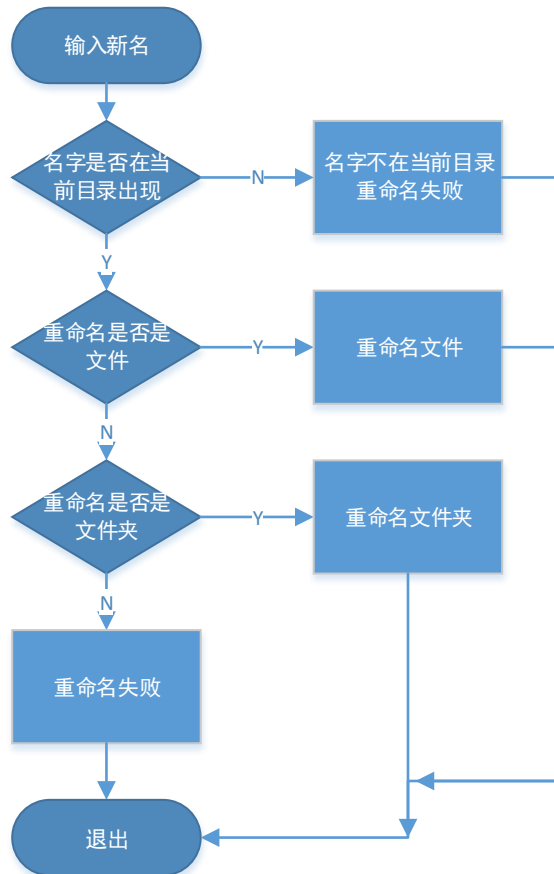 输入新名
名字是否在当
前目录出现
N
名字不在当前目录
重命名失败
Y
重命名是否是
文件
Y
重命名文件
N
重命名是否是
文件夹
Y
重命名文件夹
N
重命名失败
退出